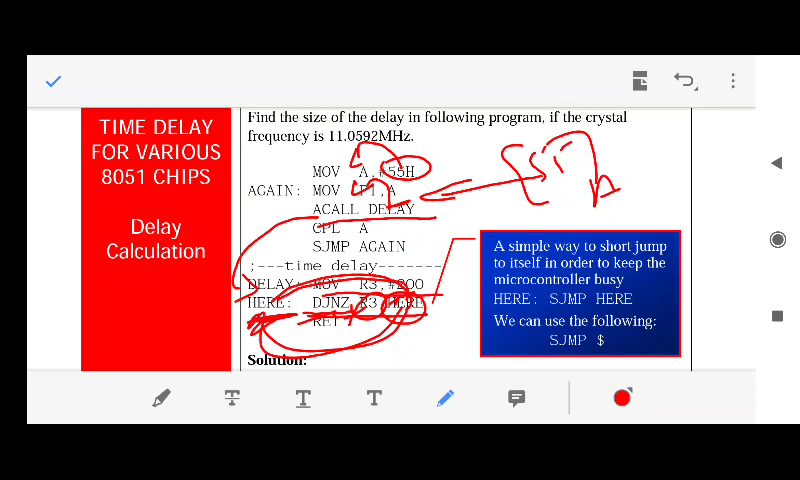 TIME DELAY
FOR VARIOUS
8051 CHIPS
Delay
Calculation
Find the size of the delay in following program, if the crystal
frequency is 11.0592MHz.
MOV A,#55H
AGAIN: MOV P1,A
ACALL DELAY
CPL A
SJMP AGAIN
;---time delay-------
DELAY: MOV R3,#200
HERE: DJNZ R3,HERE
RET
Solution:
A simple way to short jump
to itself in order to keep the
microcontroller busy
HERE: SJMP HERE
We can use the following:
SJMP $